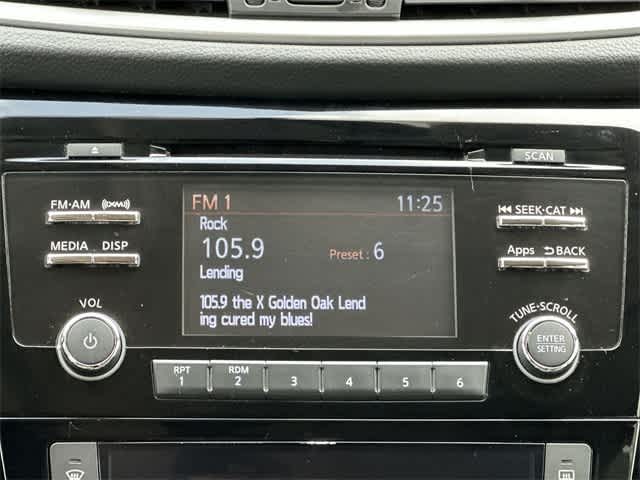 SCAN
FM·AM ((XM))
MEDIA DISP
VOL
FM 1 11:25
Rock
105.9 Preset : 6
Lending
105.9 the X Golden Oak Lend
ing cured my blues!
SEEK·CAT
Apps BACK
TUNE·SCROLL
ENTER
SETTING
RPT RDM
1 2 3 4 5 6